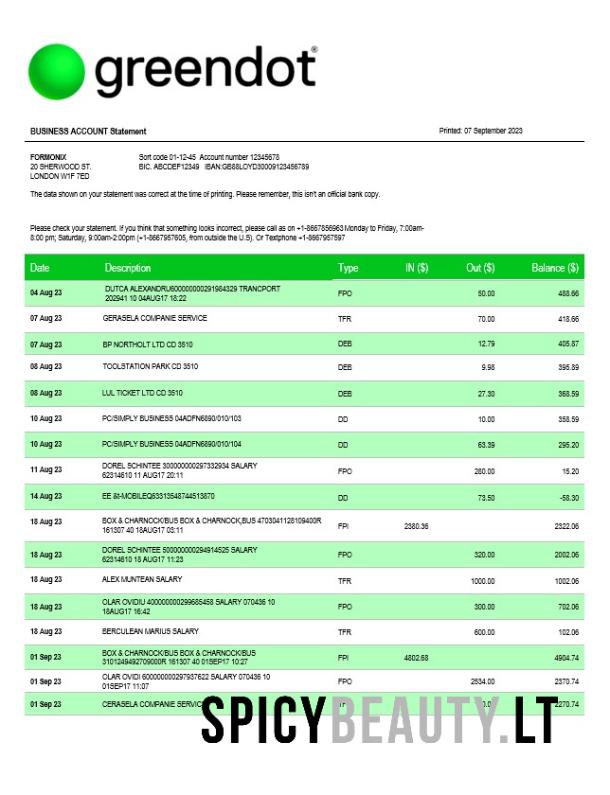 greendot®
BUSINESS ACCOUNT Statement Printed: 07 September 2023
FORMONIX Sort code 01-12-45 Account number 12345678
20 SHERWOOD ST. BIC. ABCDEF12349 IBAN:GB88LOYD30009123456789
LONDON W1F 7ED
The data shown on your statement was correct at the time of printing. Please remember, this isn't an official bank copy.
Please check your statement. If you think that something looks incorrect, please call as on +1-8667856963 Monday to Friday, 7:00am-
8:00 pm; Saturday, 9:00am-2:00pm (+1-8667957605, from outside the U.S). Or Textphone +1-8667957597
Date Description Type IN ($) Out ($) Balance ($)
04 Aug 23 DUTCA ALEXANDRU600000000291984329 TRANCPORT FPO 50.00 488.66
202941 10 04AUG17 18:22
07 Aug 23 GERASELA COMPANIE SERVICE TFR 70.00 418.66
07 Aug 23 BP NORTHOLT LTD CD 3510 DEB 12.79 405.87
08 Aug 23 TOOLSTATION PARK CD 3510 DEB 9.98 395.89
08 Aug 23 LUL TICKET LTD CD 3510 DEB 27.30 368.59
10 Aug 23 PC/SIMPLY BUSINESS 04ADFN6890/010/103 DD 10.00 358.59
10 Aug 23 PC/SIMPLY BUSINESS 04ADFN6890/010/104 DD 63.39 295.20
11 Aug 23 DOREL SCHINTEE 300000000297332934 SALARY FPO 280.00 15.20
62314610 11 AUG17 20:11
14 Aug 23 EE &t-MOBILEQ63313548744513870 DD 73.50 -58.30
18 Aug 23 BOX & CHARNOCK/BUS BOX & CHARNOCK,BUS 4703041128109400R FPI 2380.36 2322.06
161307 40 18AUG17 03:11
18 Aug 23 DOREL SCHINTEE 500000000294914525 SALARY FPO 320.00 2002.06
62314610 18 AUG17 11:23
18 Aug 23 ALEX MUNTEAN SALARY TFR 1000.00 1002.06
18 Aug 23 OLAR OVIDIU 400000000299685458 SALARY 070436 10 FPO 300.00 702.06
18AUG17 16:42
18 Aug 23 BERCULEAN MARIUS SALARY TFR 600.00 102.06
01 Sep 23 BOX & CHARNOCK/BUS BOX & CHARNOCK/BUS FPI 4802.68 4904.74
3101249492709000R 161307 40 01SEP17 10:27
01 Sep 23 OLAR OVIDI 600000000297937622 SALARY 070436 10 FPO 2534.00 2370.74
01SEP17 11:07
01 Sep 23 CERASELA COMPANIE 2270.74
SPICYBEAUTY.LT